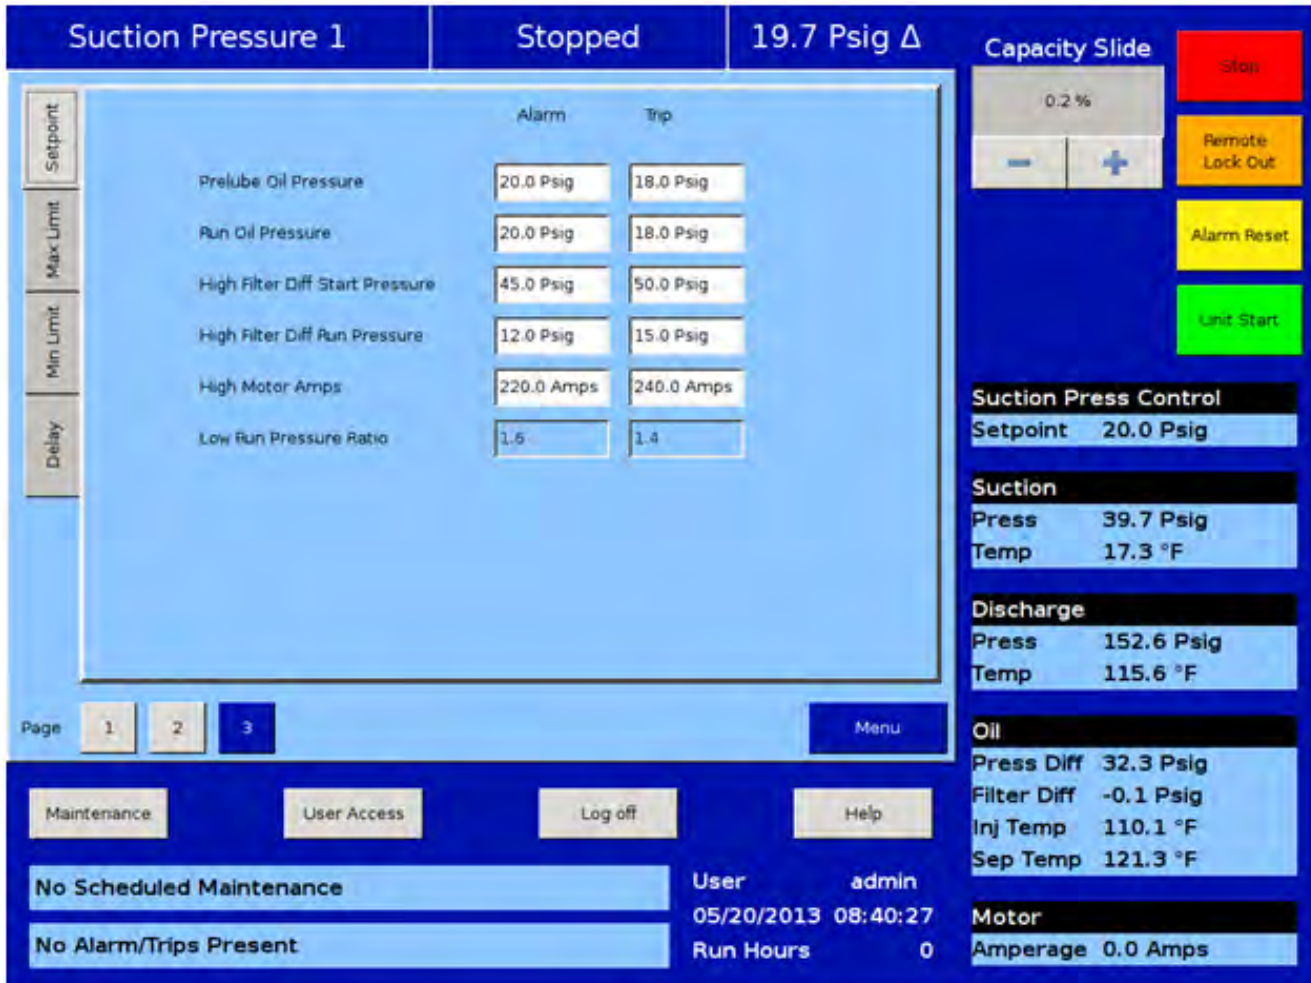 Suction Pressure 1 Stopped 19.7 Psig Δ
Capacity Slide
0.2 %
Stop
Remote
Lock Out
Alarm Reset
Unit Start
Setpoint
Max Limit
Min Limit
Delay
Alarm Trip
Prelube Oil Pressure 20.0 Psig 18.0 Psig
Run Oil Pressure 20.0 Psig 18.0 Psig
High Filter Diff Start Pressure 45.0 Psig 50.0 Psig
High Filter Diff Run Pressure 12.0 Psig 15.0 Psig
High Motor Amps 220.0 Amps 240.0 Amps
Low Run Pressure Ratio 1.6 1.4
Page 1 2 3 Menu
Maintenance User Access Log off Help
No Scheduled Maintenance
No Alarm/Trips Present
User admin
05/20/2013 08:40:27
Run Hours 0
Suction Press Control
Setpoint 20.0 Psig
Suction
Press 39.7 Psig
Temp 17.3 °F
Discharge
Press 152.6 Psig
Temp 115.6 °F
Oil
Press Diff 32.3 Psig
Filter Diff -0.1 Psig
Inj Temp 110.1 °F
Sep Temp 121.3 °F
Motor
Amperage 0.0 Amps